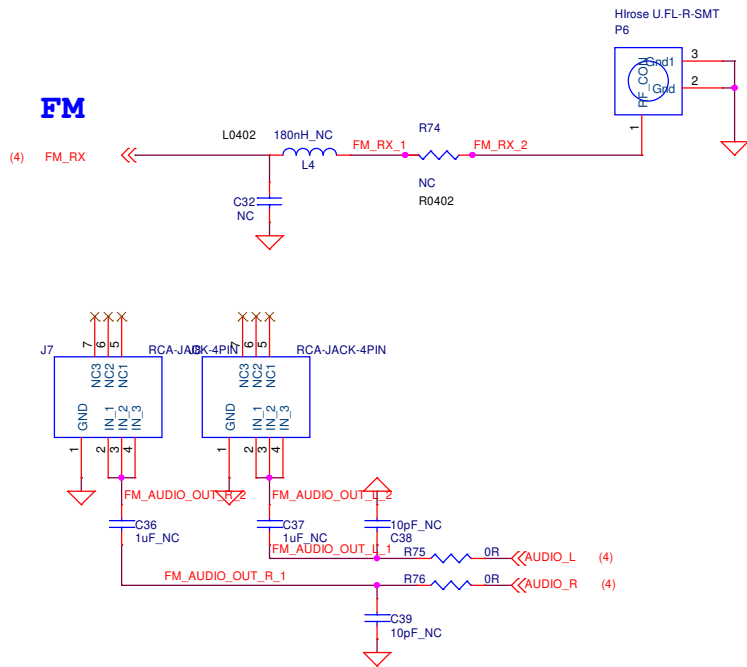 HIrose U.FL-R-SMT
P6
RF_CON
Gnd1
Gnd
3
2
1
FM
(4) FM_RX
L0402
180nH_NC
L4
FM_RX_1
R74
FM_RX_2
NC
R0402
C32
NC
J7
RCA-JACK-4PIN
J8
RCA-JACK-4PIN
7 6 5
NC3 NC2 NC1
GND IN_1 IN_2 IN_3
1 2 3 4
7 6 5
NC3 NC2 NC1
GND IN_1 IN_2 IN_3
1 2 3 4
FM_AUDIO_OUT_R_2
FM_AUDIO_OUT_L_2
C36
1uF_NC
C37
1uF_NC
10pF_NC
C38
FM_AUDIO_OUT_L_1
R75 0R AUDIO_L (4)
FM_AUDIO_OUT_R_1
R76 0R AUDIO_R (4)
C39
10pF_NC